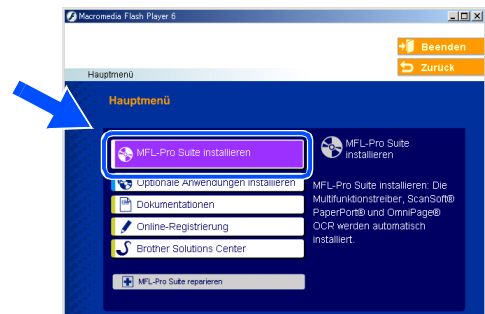 Macromedia Flash Player 6
Beenden
Zurück
Hauptmenü
Hauptmenü
MFL-Pro Suite installieren
Optionale Anwendungen installieren
Dokumentationen
Online-Registrierung
Brother Solutions Center
MFL-Pro Suite reparieren
MFL-Pro Suite
installieren
MFL-Pro Suite installieren: Die
Multifunktionstreiber, ScanSoft®
PaperPort® und OmniPage®
OCR werden automatisch
installiert.